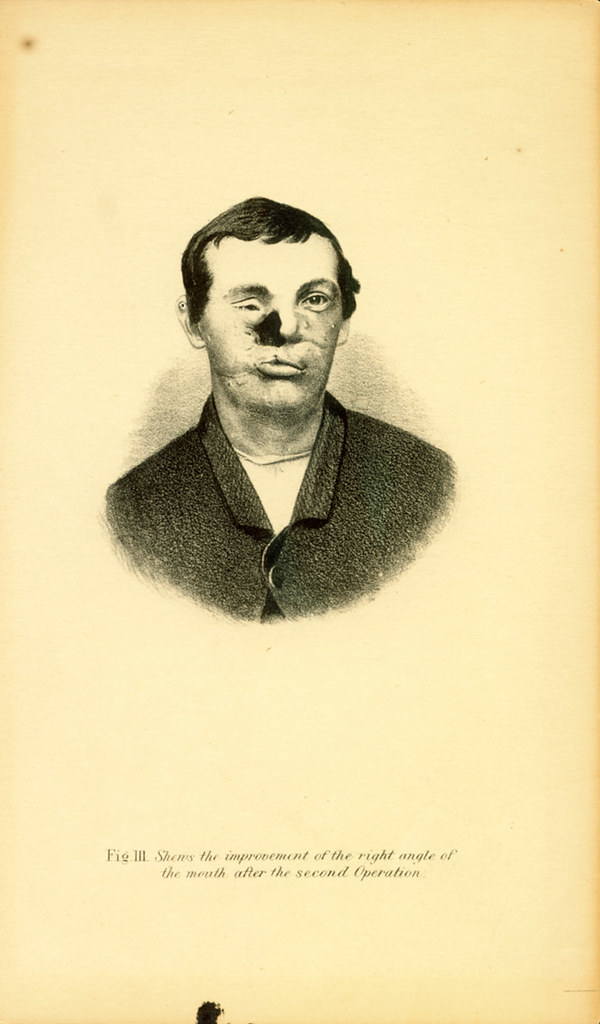 Fig III. Shews the improvement of the right angle of
the mouth after the second Operation.